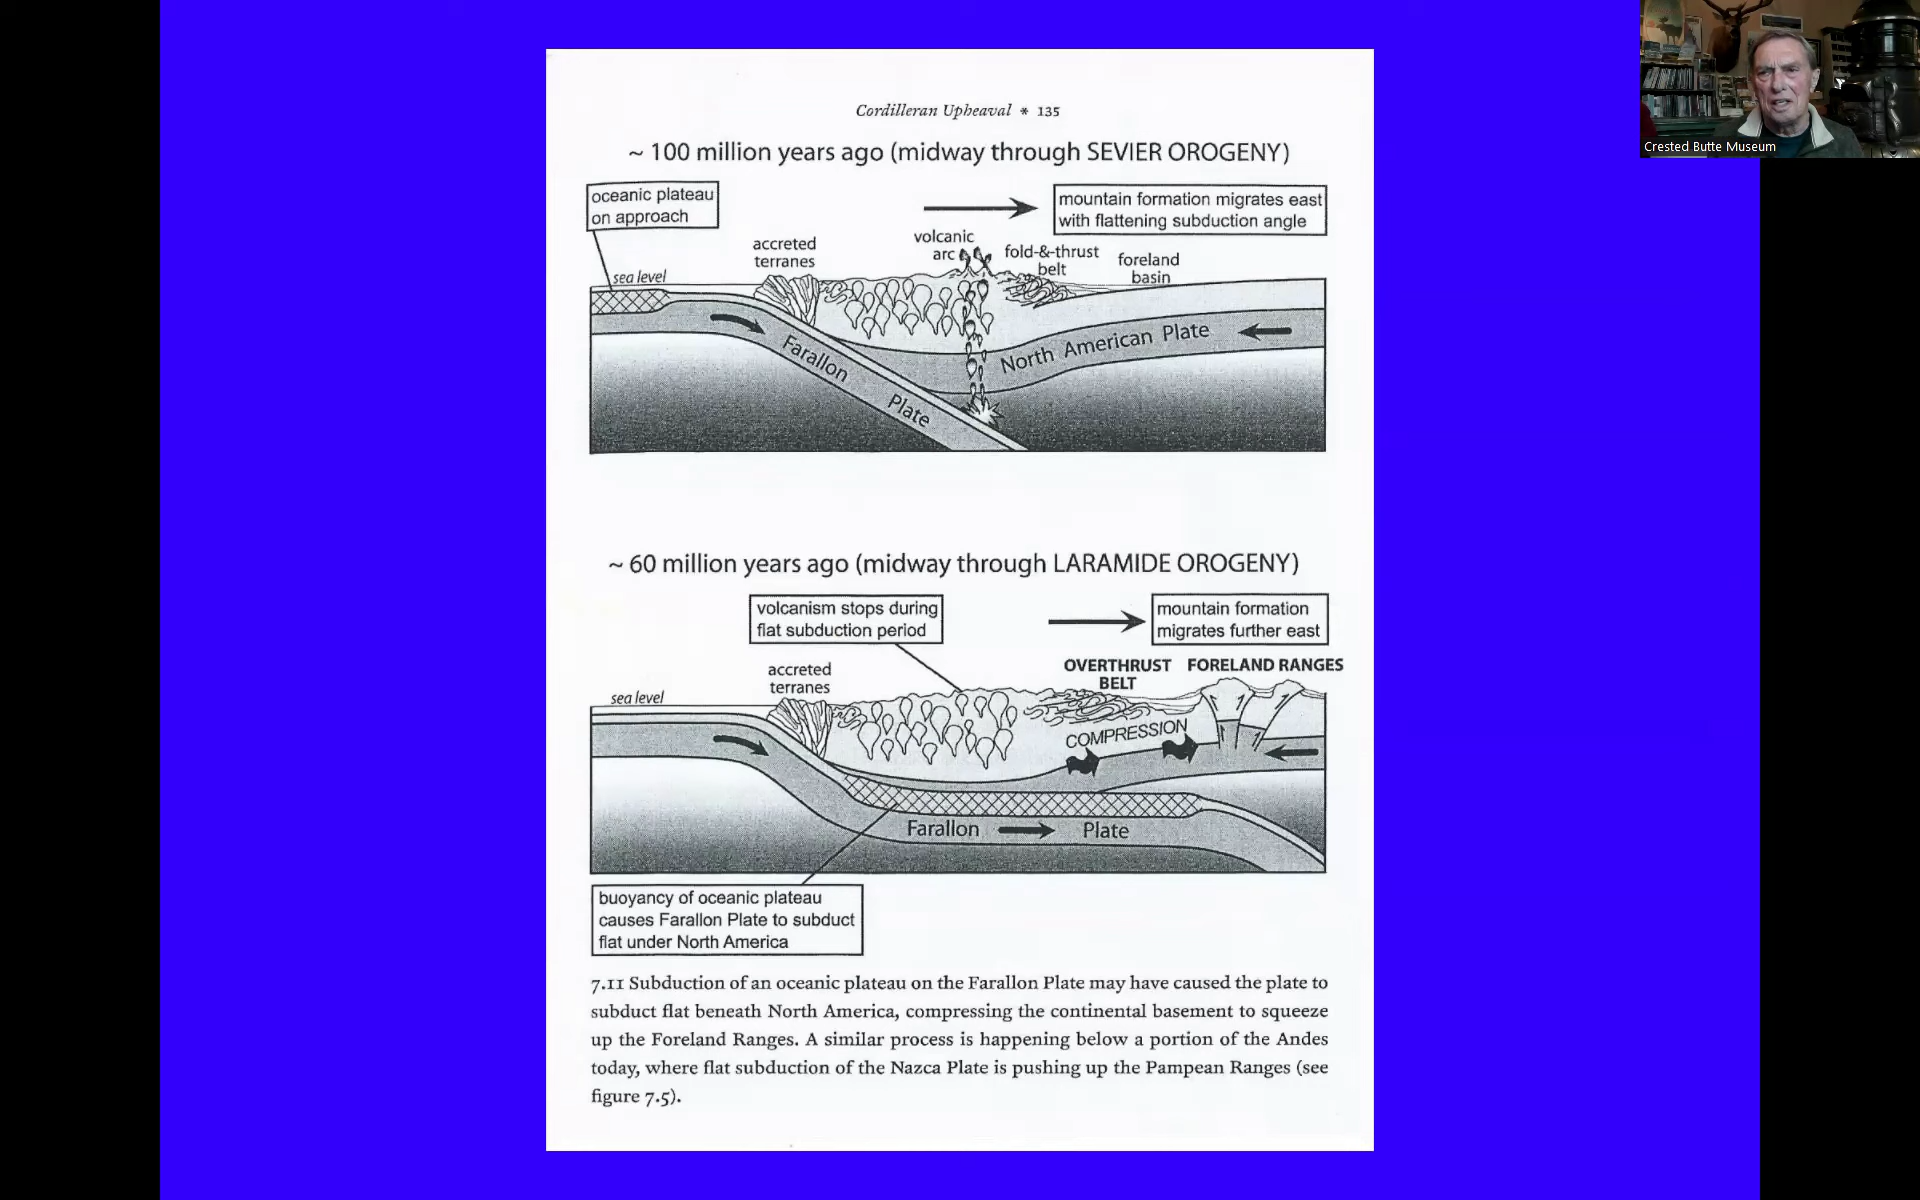 Crested Butte Museum
Cordilleran Upheaval * 135
~ 100 million years ago (midway through SEVIER OROGENY)
oceanic plateau
on approach
mountain formation migrates east
with flattening subduction angle
accreted
terranes
volcanic
arc
fold-&-thrust
belt
foreland
basin
sea level
Farallon
Plate
North American Plate
~ 60 million years ago (midway through LARAMIDE OROGENY)
volcanism stops during
flat subduction period
mountain formation
migrates further east
accreted
terranes
OVERTHRUST
BELT
FORELAND RANGES
sea level
COMPRESSION
Farallon
Plate
buoyancy of oceanic plateau
causes Farallon Plate to subduct
flat under North America
7.11 Subduction of an oceanic plateau on the Farallon Plate may have caused the plate to
subduct flat beneath North America, compressing the continental basement to squeeze
up the Foreland Ranges. A similar process is happening below a portion of the Andes
today, where flat subduction of the Nazca Plate is pushing up the Pampean Ranges (see
figure 7.5).